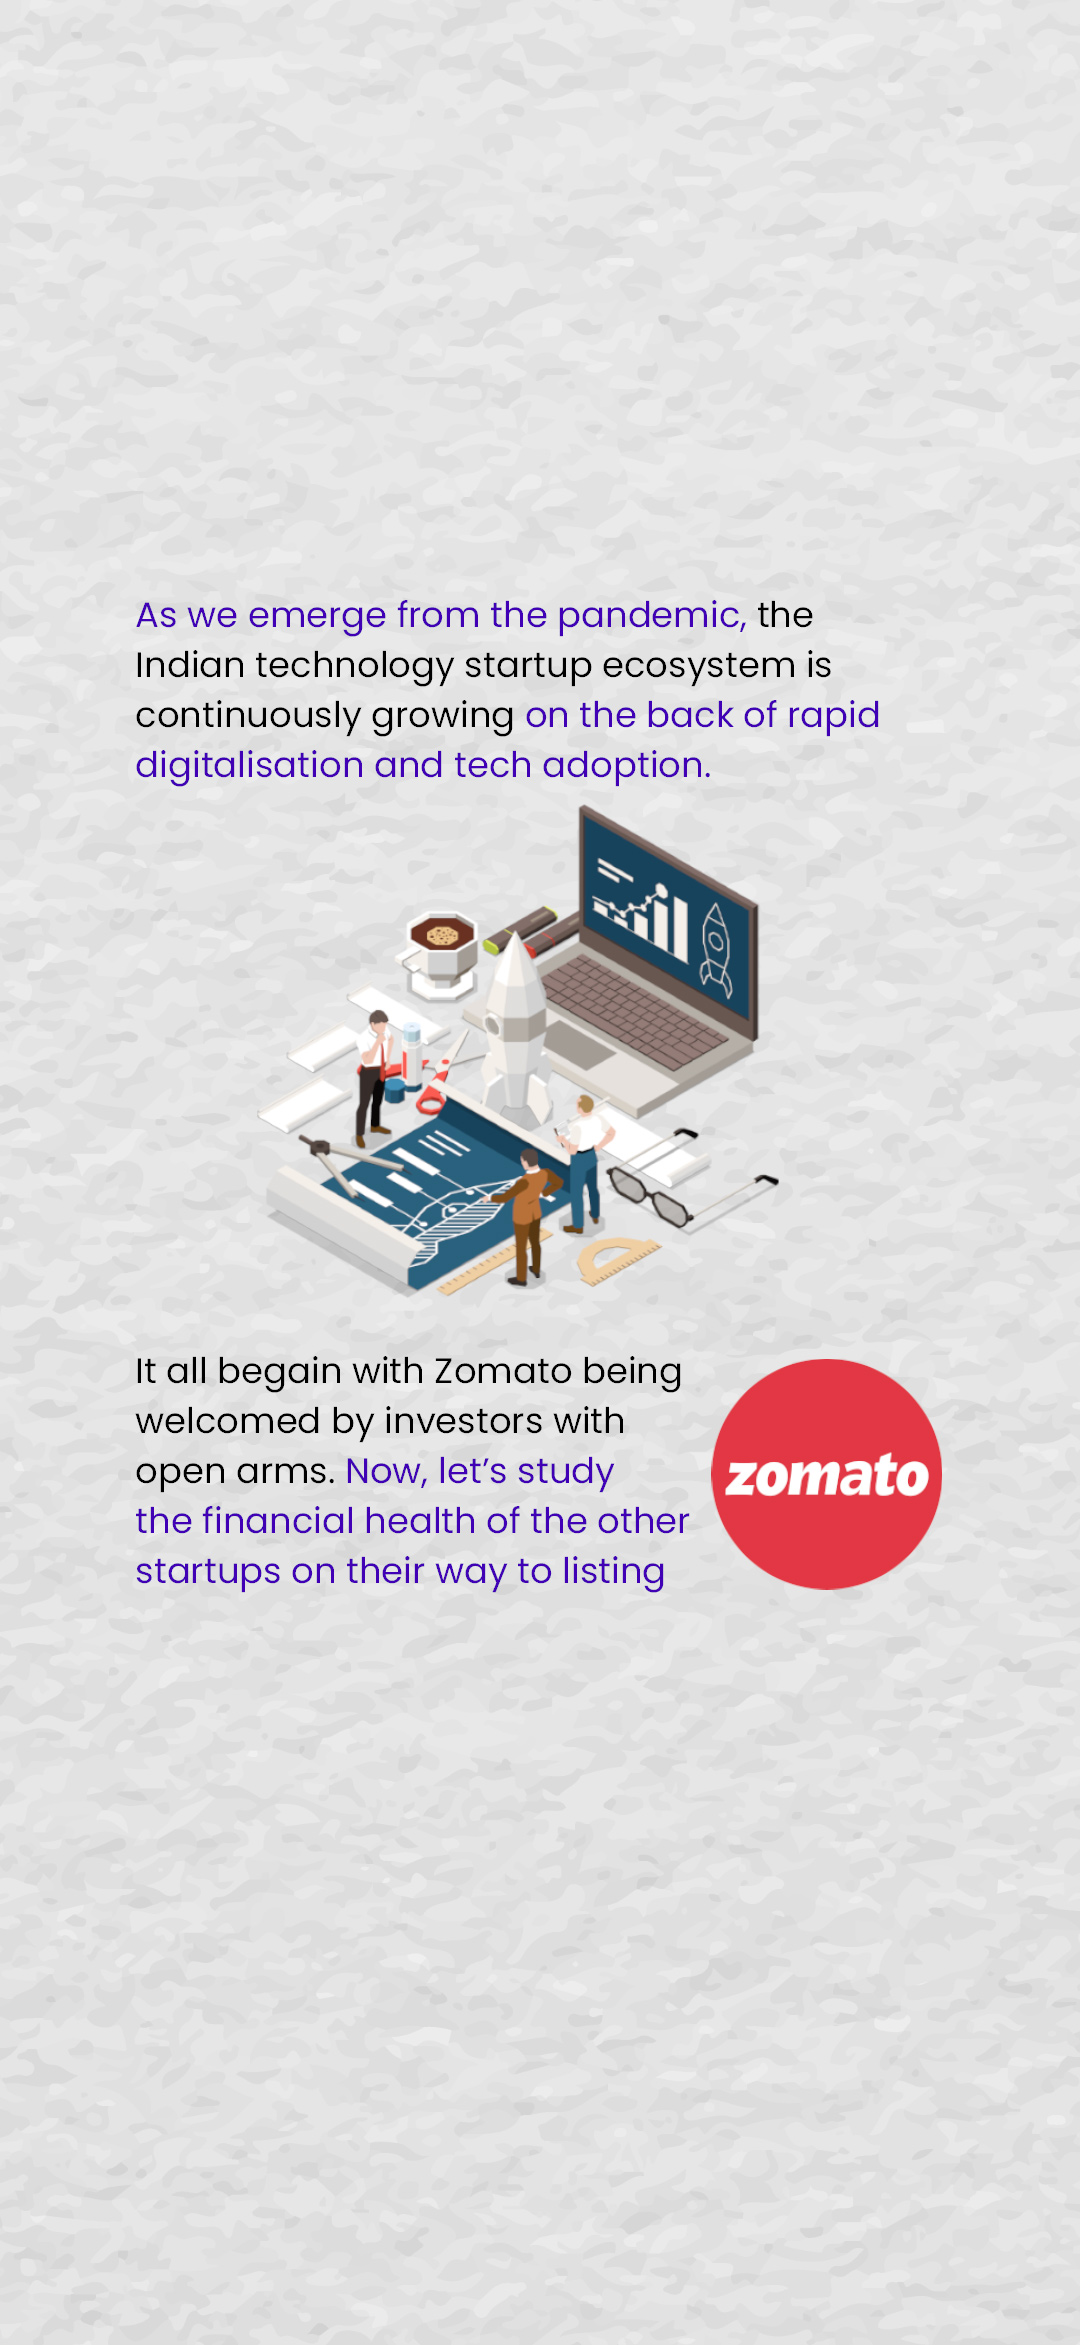 As we emerge from the pandemic, the
Indian technology startup ecosystem is
continuously growing on the back of rapid
digitalisation and tech adoption.
It all begain with Zomato being
welcomed by investors with
open arms. Now, let’s study
the financial health of the other
startups on their way to listing
zomato